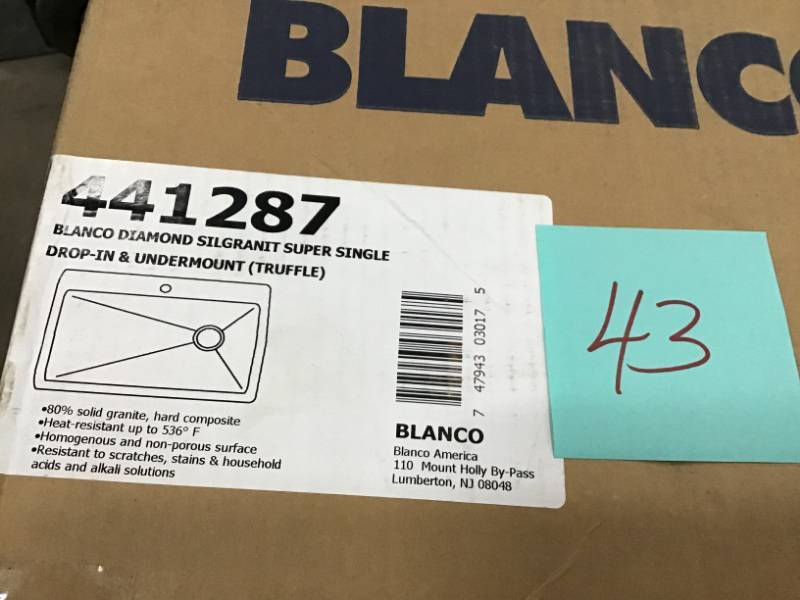 BLANCO
441287
BLANCO DIAMOND SILGRANIT SUPER SINGLE
DROP-IN & UNDERMOUNT (TRUFFLE)
•80% solid granite, hard composite
•Heat-resistant up to 536° F
•Homogenous and non-porous surface
•Resistant to scratches, stains & household
acids and alkali solutions
7 47943 03017 5
BLANCO
Blanco America
110 Mount Holly By-Pass
Lumberton, NJ 08048
43